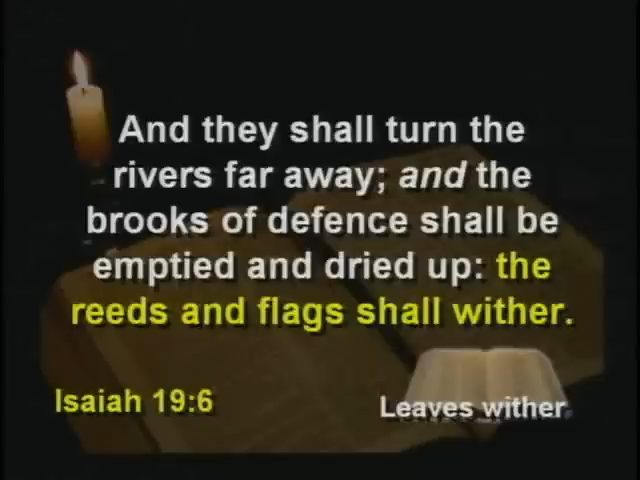 And they shall turn the
rivers far away; and the
brooks of defence shall be
emptied and dried up: the
reeds and flags shall wither.
Isaiah 19:6
Leaves wither.